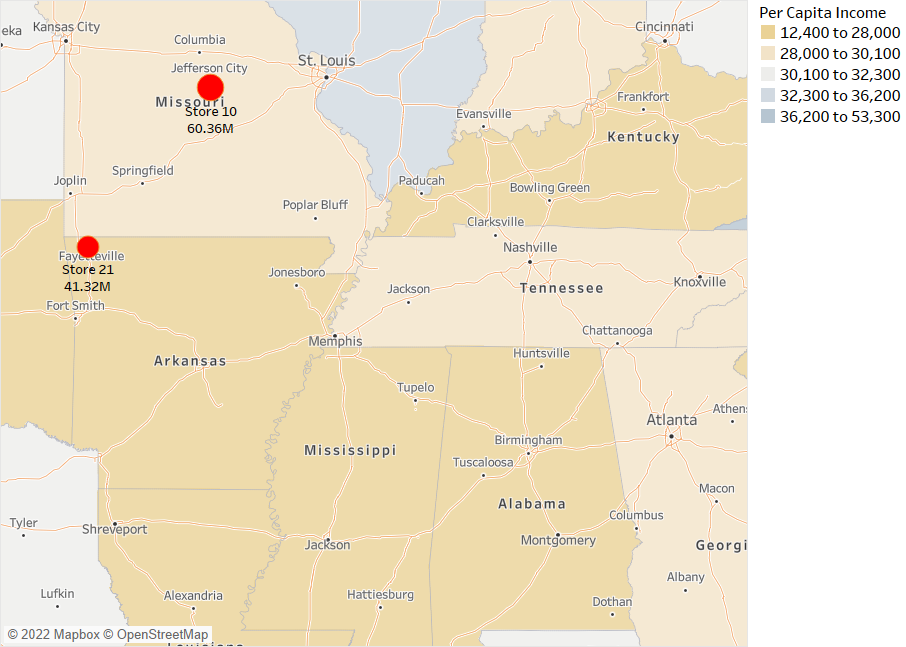 Per Capita Income
12,400 to 28,000
28,000 to 30,100
30,100 to 32,300
32,300 to 36,200
36,200 to 53,300
eka
Kansas City
Columbia
Jefferson City
St. Louis
Cincinnati
Missouri
Store 10
60.36M
Evansville
Frankfort
Kentucky
Springfield
Joplin
Paducah
Bowling Green
Poplar Bluff
Clarksville
Fayetteville
Store 21
41.32M
Nashville
Jonesboro
Knoxville
Jackson
Tennessee
Fort Smith
Chattanooga
Memphis
Huntsville
Arkansas
Tupelo
Athens
Atlanta
Birmingham
Mississippi
Tuscaloosa
Macon
Alabama
Tyler
Shreveport
Columbus
Montgomery
Jackson
Georgi
Albany
Lufkin
Alexandria
Hattiesburg
Dothan
© 2022 Mapbox © OpenStreetMap
Louisiana